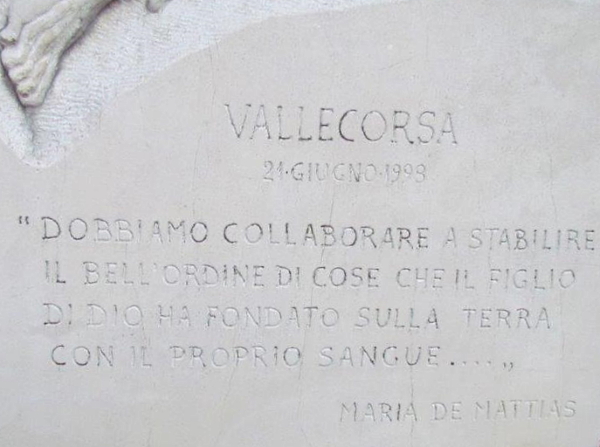 VALLECORSA
21·GIUGNO·1998
“DOBBIAMO COLLABORARE A STABILIRE
IL BELL'ORDINE DI COSE CHE IL FIGLIO
DI DIO HA FONDATO SULLA TERRA
CON IL PROPRIO SANGUE....„
MARIA DE MATTIAS